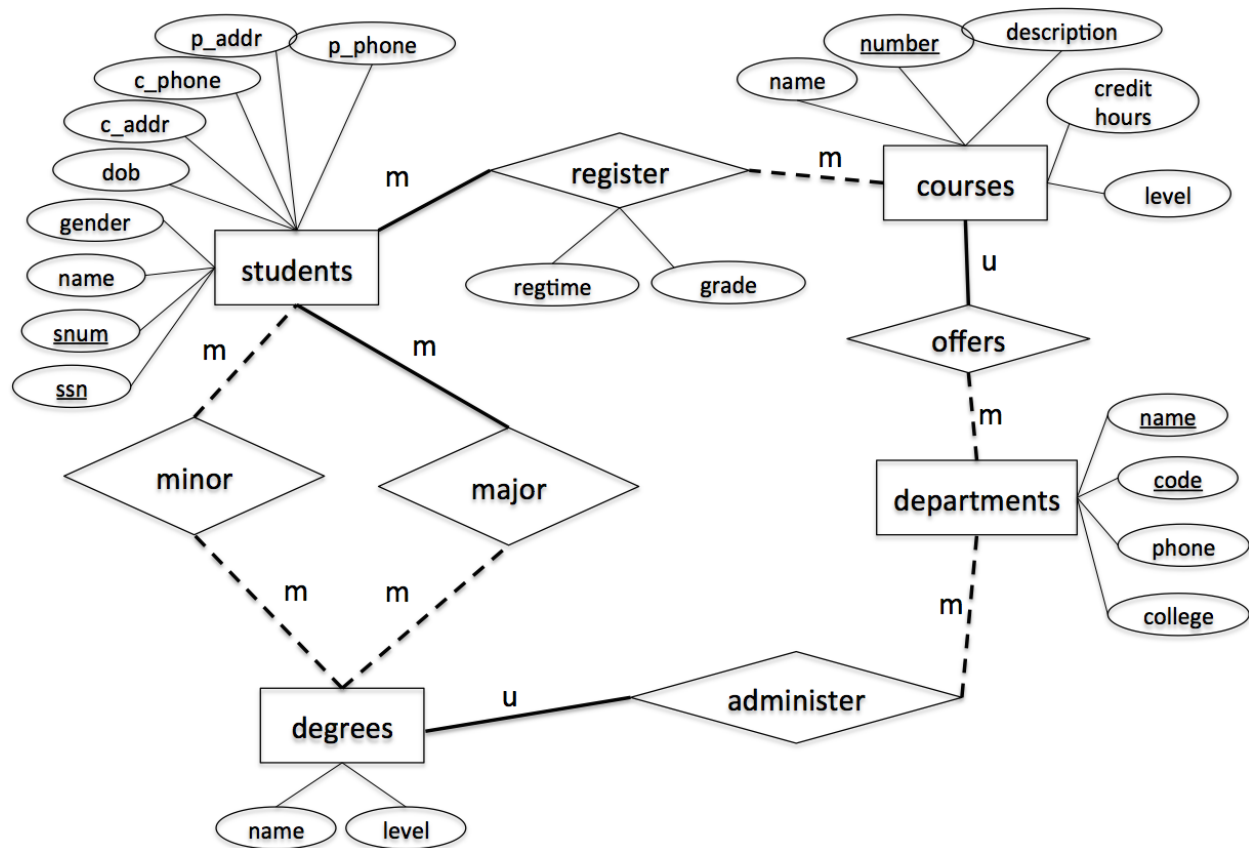 p_addr
p_phone
c_phone
c_addr
dob
gender
name
snum
ssn
students
m
register
m
regtime
grade
number
description
name
credit
hours
level
courses
u
offers
m
name
code
phone
college
departments
m
m
minor
major
m
m
m
administer
u
degrees
name
level